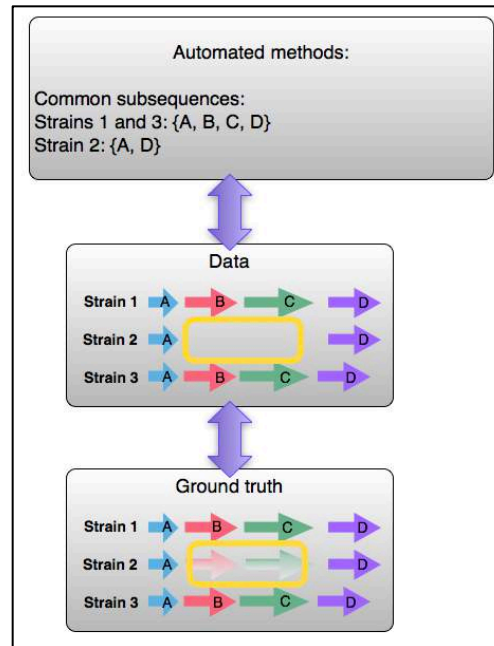 Automated methods:
Common subsequences:
Strains 1 and 3: {A, B, C, D}
Strain 2: {A, D}
Data
Strain 1 A B C D
Strain 2 A D
Strain 3 A B C D
Ground truth
Strain 1 A B C D
Strain 2 A D
Strain 3 A B C D